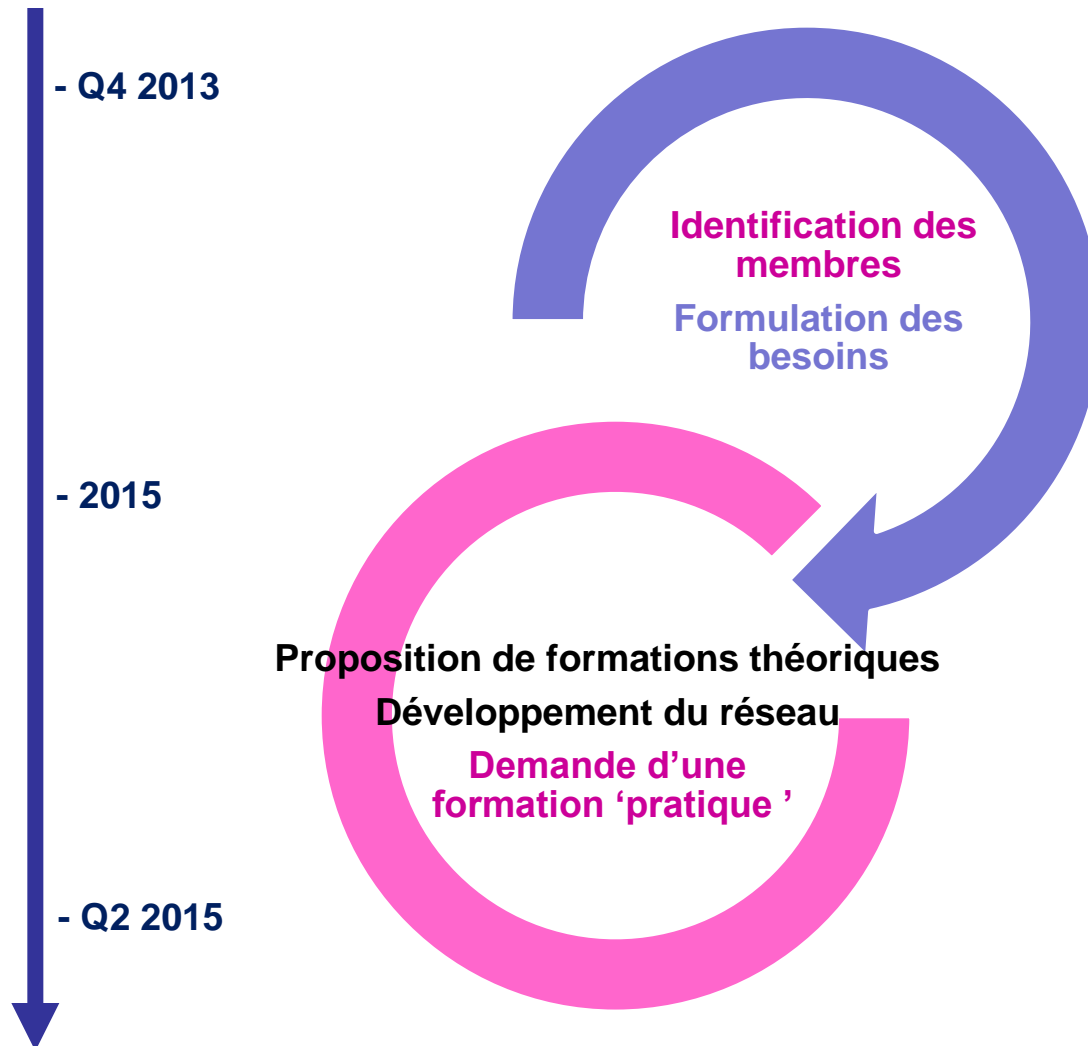 - Q4 2013
Identification des
membres
Formulation des
besoins
- 2015
Proposition de formations théoriques
Développement du réseau
Demande d’une
formation ‘pratique ’
- Q2 2015